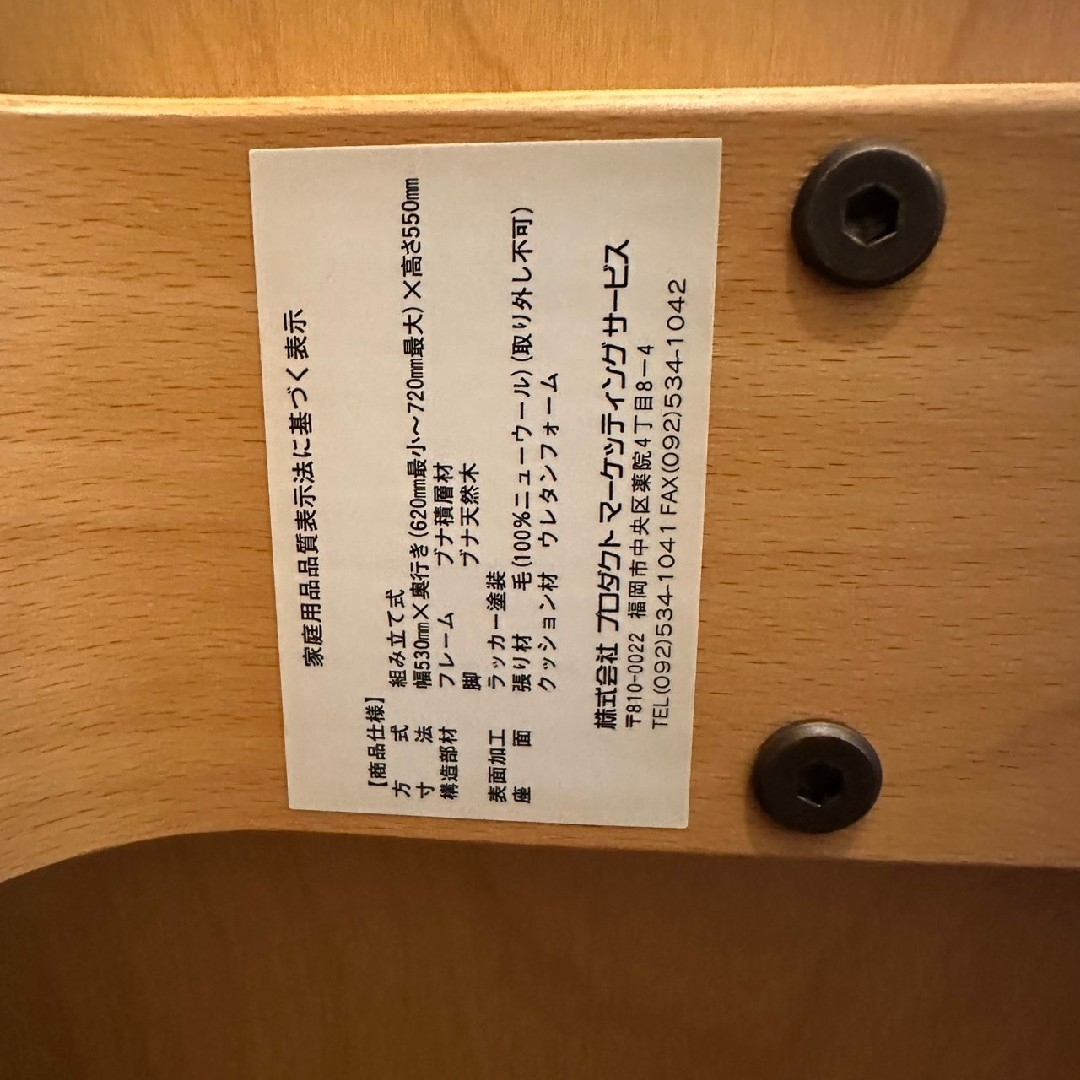 家庭用品品質表示法に基づく表示
【商品仕様】
方式 組み立て式
寸法 幅530mm×奥行き(620mm最小～720mm最大)×高さ550mm
構造部材 フレーム ブナ積層材
脚 ブナ天然木
表面加工 ラッカー塗装
座面 張り材 毛(100%ニューウール)(取り外し不可)
クッション材 ウレタンフォーム
株式会社 プロダクトマーケッティングサービス
〒810-0022 福岡市中央区薬院4丁目8－4
TEL(092)534-1041 FAX(092)534-1042